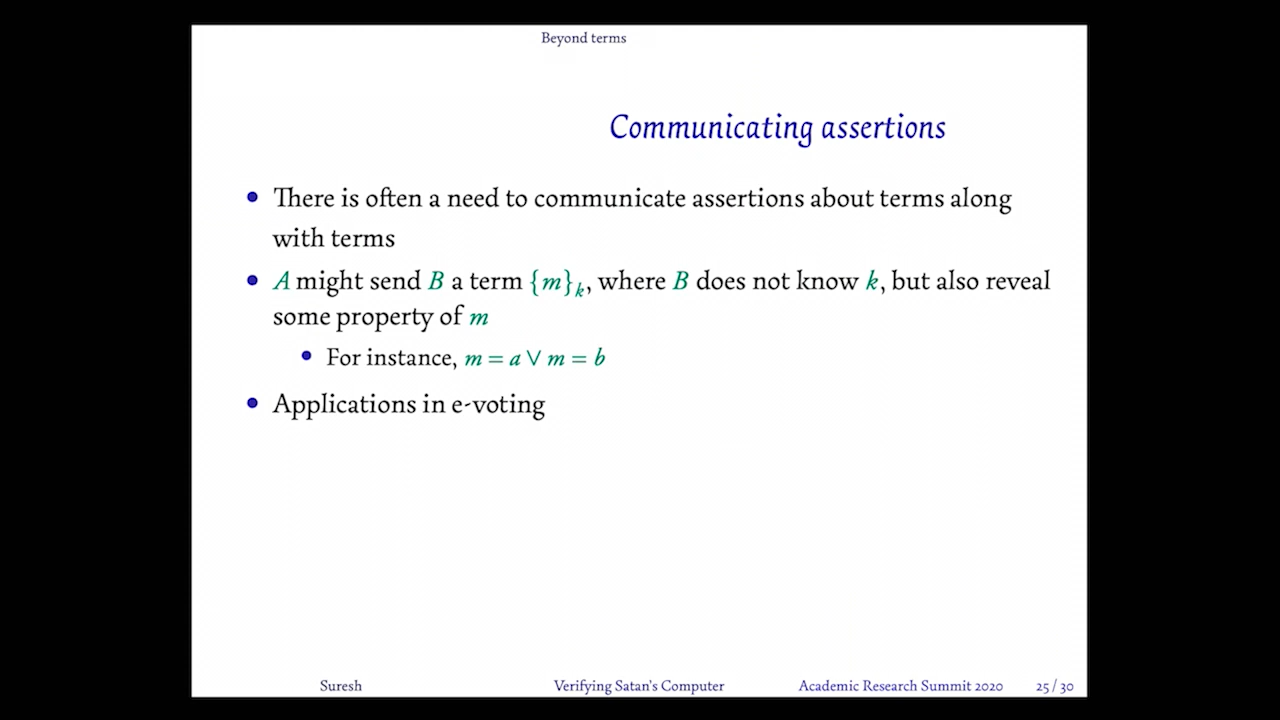 Beyond terms
Communicating assertions
• There is often a need to communicate assertions about terms along
with terms
• A might send B a term {m}ₖ, where B does not know k, but also reveal
some property of m
• For instance, m = a ∨ m = b
• Applications in e-voting
Suresh Verifying Satan's Computer Academic Research Summit 2020 25 / 30